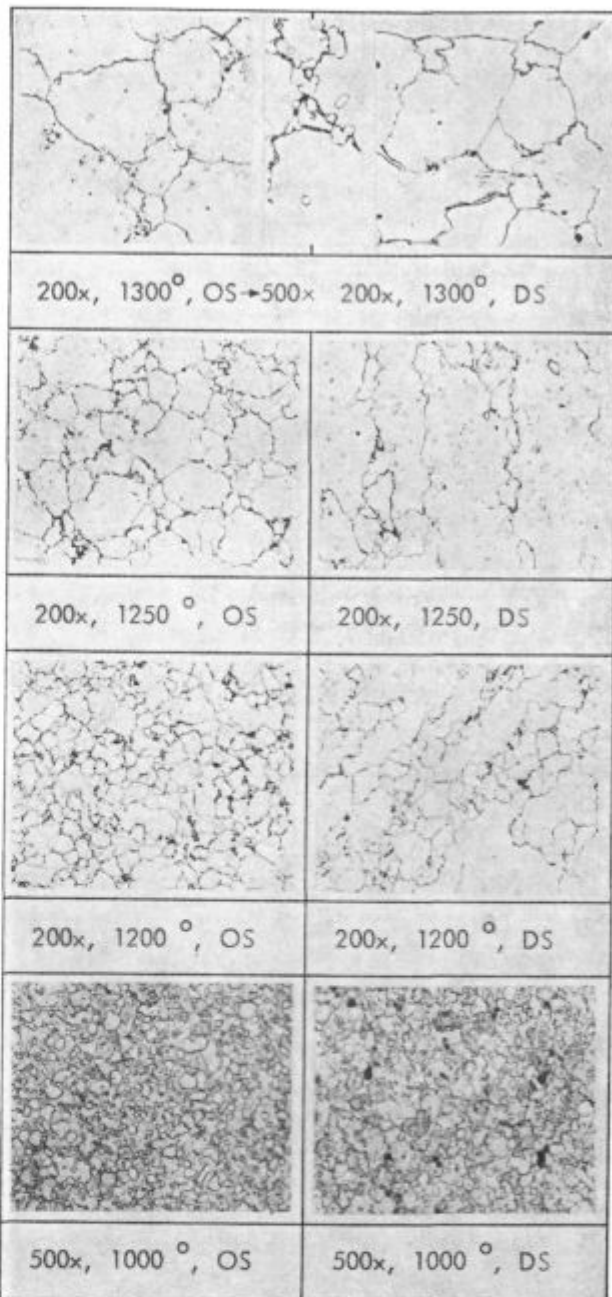 200x, 1300°, OS→500x 200x, 1300°, DS
200x, 1250 °, OS 200x, 1250, DS
200x, 1200 °, OS 200x, 1200 °, DS
500x, 1000 °, OS 500x, 1000 °, DS